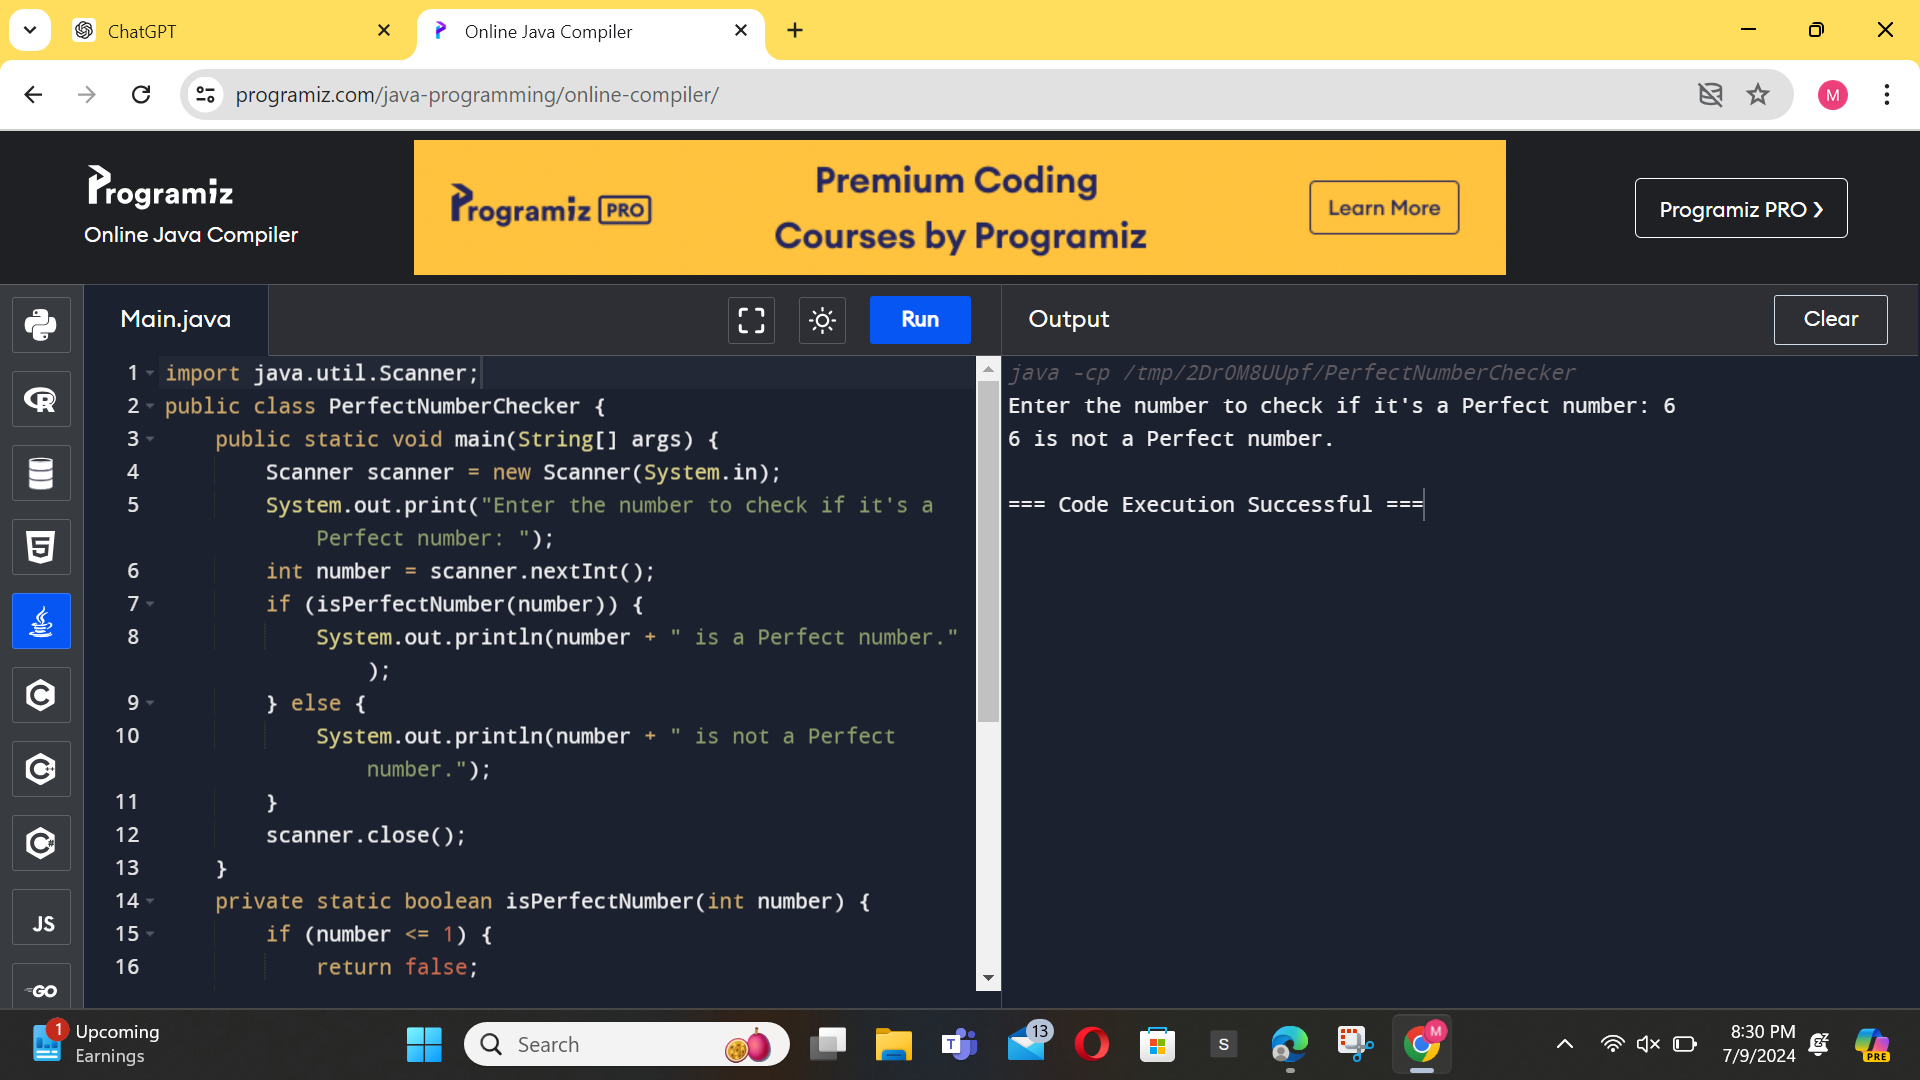 ChatGPT
Online Java Compiler
programiz.com/java-programming/online-compiler/
M
Programiz
Online Java Compiler
Programiz PRO
Premium Coding
Courses by Programiz
Learn More
Programiz PRO ❯
Main.java
Run
Output
Clear
1 import java.util.Scanner;
2 public class PerfectNumberChecker {
3 public static void main(String[] args) {
4 Scanner scanner = new Scanner(System.in);
5 System.out.print("Enter the number to check if it's a
Perfect number: ");
6 int number = scanner.nextInt();
7 if (isPerfectNumber(number)) {
8 System.out.println(number + " is a Perfect number."
);
9 } else {
10 System.out.println(number + " is not a Perfect
number.");
11 }
12 scanner.close();
13 }
14 private static boolean isPerfectNumber(int number) {
15 if (number <= 1) {
16 return false;
java -cp /tmp/2DrOM8UUpf/PerfectNumberChecker
Enter the number to check if it's a Perfect number: 6
6 is not a Perfect number.
=== Code Execution Successful ===
R
5
C
C++
C#
JS
GO
1
Upcoming
Earnings
Search
T
13
S
M
8:30 PM
7/9/2024
PRE